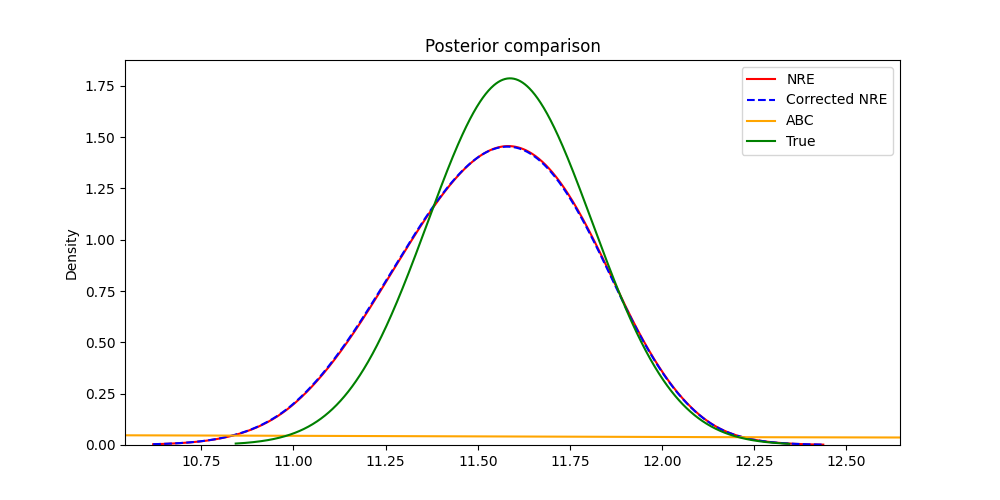 Posterior comparison
NRE
Corrected NRE
ABC
True
Density
1.75
1.50
1.25
1.00
0.75
0.50
0.25
0.00
10.75 11.00 11.25 11.50 11.75 12.00 12.25 12.50